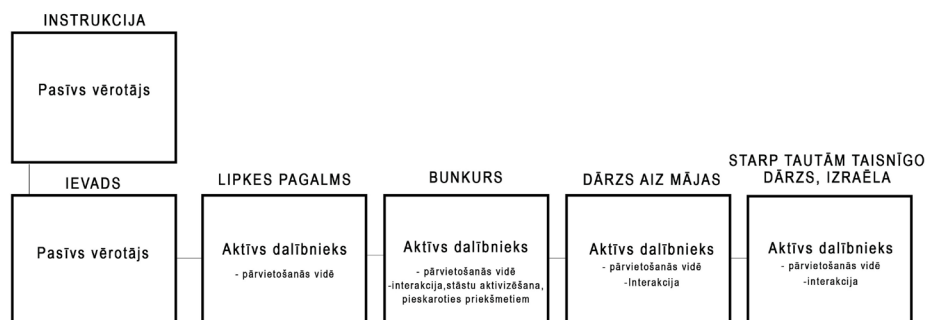 INSTRUKCIJA
Pasīvs vērotājs
IEVADS
Pasīvs vērotājs
LIPKES PAGALMS
Aktīvs dalībnieks
- pārvietošanās vidē
BUNKURS
Aktīvs dalībnieks
- pārvietošanās vidē
-interakcija,stāstu aktivizēšana,
pieskaroties priekšmetiem
DĀRZS AIZ MĀJAS
Aktīvs dalībnieks
- pārvietošanās vidē
-Interakcija
STARP TAUTĀM TAISNĪGO
DĀRZS, IZRAĒLA
Aktīvs dalībnieks
- pārvietošanās vidē
-interakcija